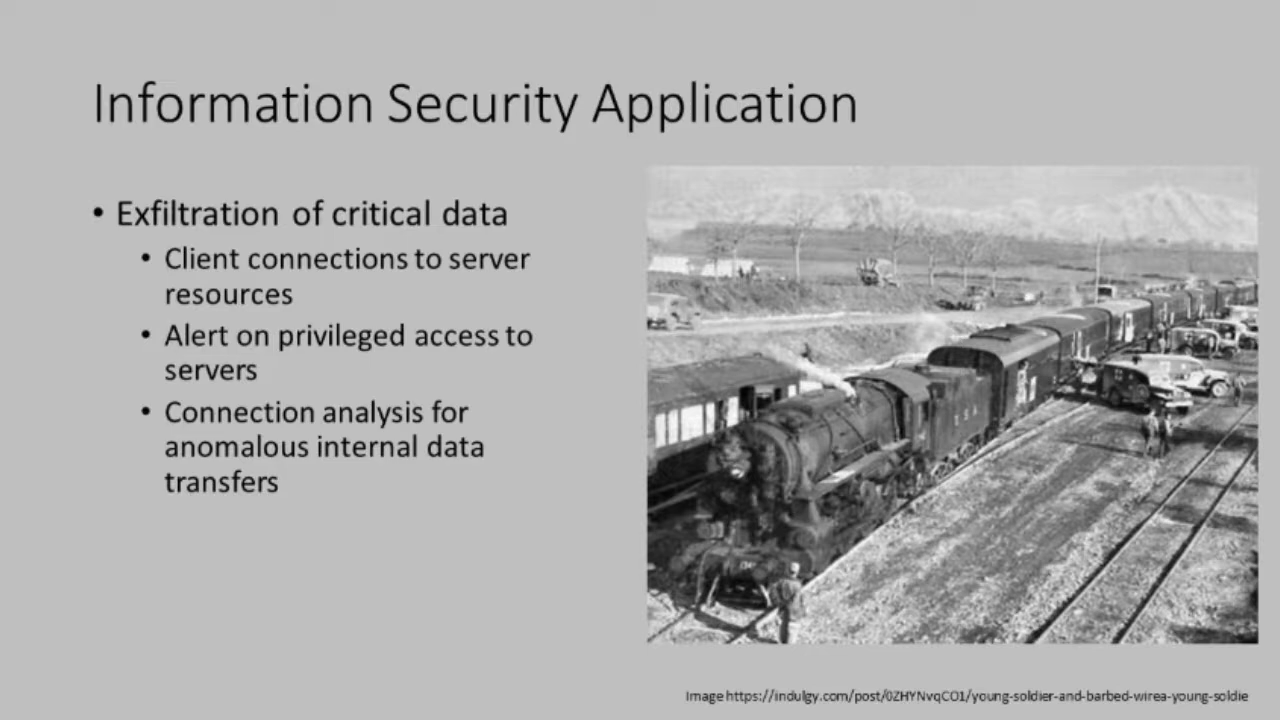 Information Security Application
• Exfiltration of critical data
• Client connections to server
resources
• Alert on privileged access to
servers
• Connection analysis for
anomalous internal data
transfers
Image https://indulgy.com/post/0ZHYNvqCO1/young-soldier-and-barbed-wirea-young-soldie